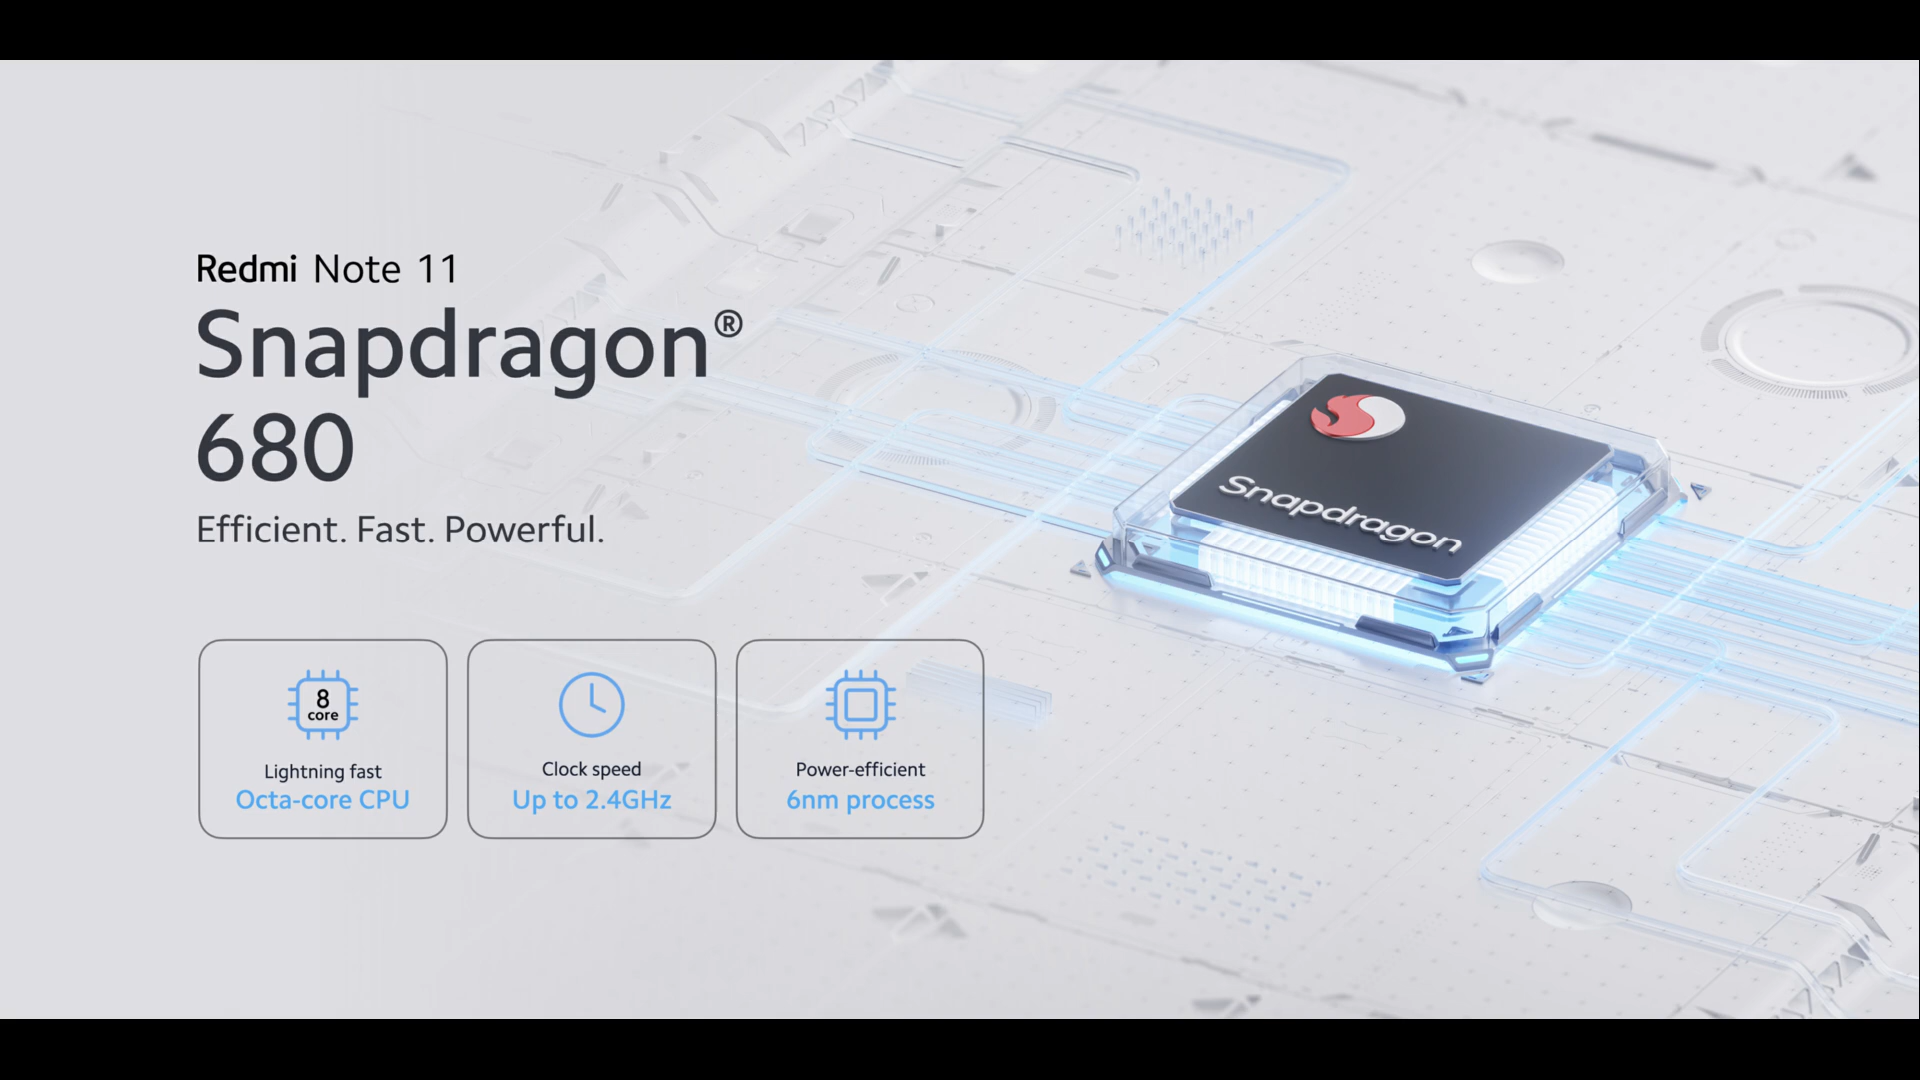 Redmi Note 11
Snapdragon®
680
Efficient. Fast. Powerful.
8
core
Lightning fast
Octa-core CPU
Clock speed
Up to 2.4GHz
Power-efficient
6nm process
Snapdragon